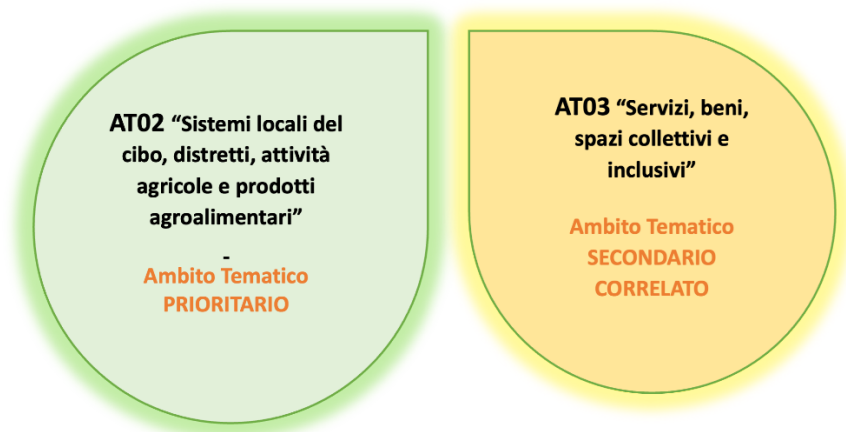 AT02 “Sistemi locali del
cibo, distretti, attività
agricole e prodotti
agroalimentari”
-
Ambito Tematico
PRIORITARIO
AT03 “Servizi, beni,
spazi collettivi e
inclusivi”
Ambito Tematico
SECONDARIO
CORRELATO